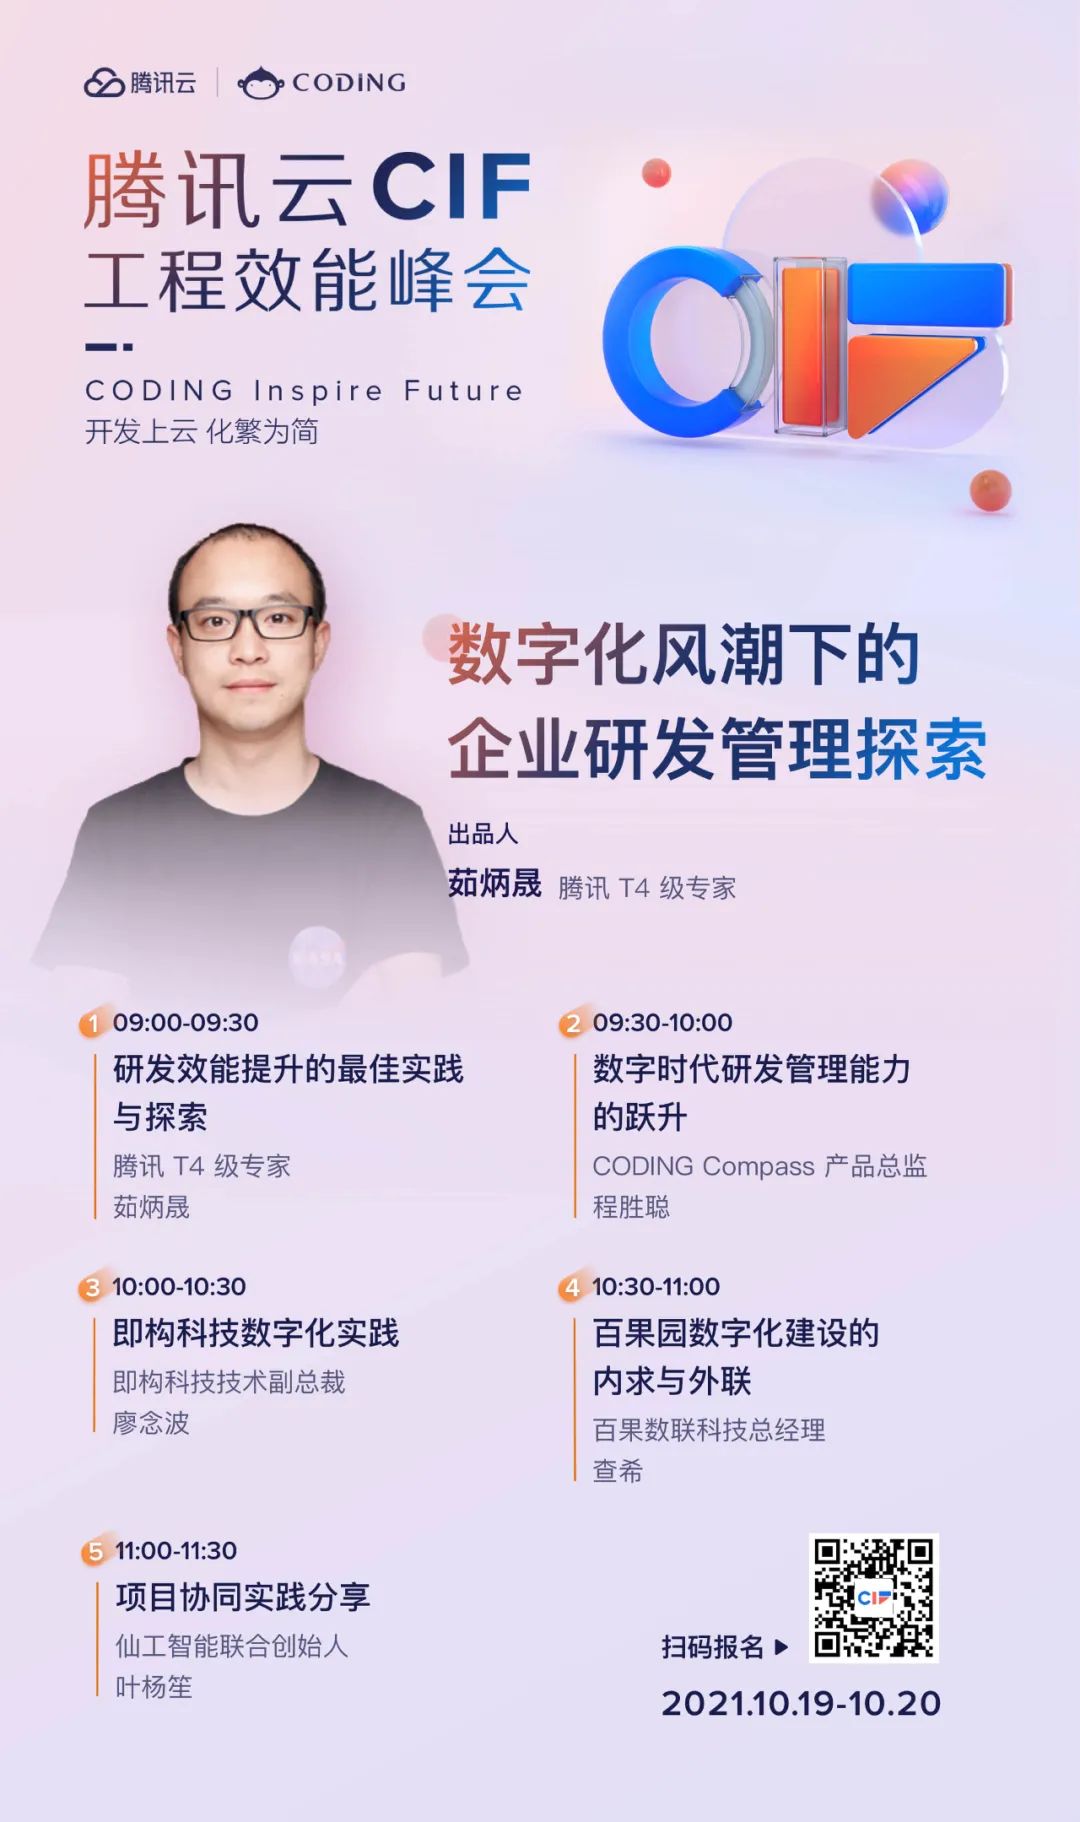 腾讯云 CODING
腾讯云CIF
工程效能峰会
CODING Inspire Future
开发上云 化繁为简
数字化风潮下的
企业研发管理探索
出品人
茹炳晟 腾讯 T4 级专家
1 09:00-09:30
研发效能提升的最佳实践
与探索
腾讯 T4 级专家
茹炳晟
2 09:30-10:00
数字时代研发管理能力
的跃升
CODING Compass 产品总监
程胜聪
3 10:00-10:30
即构科技数字化实践
即构科技技术副总裁
廖念波
4 10:30-11:00
百果园数字化建设的
内求与外联
百果数联科技总经理
查希
5 11:00-11:30
项目协同实践分享
仙工智能联合创始人
叶杨笙
CIF
扫码报名
2021.10.19-10.20